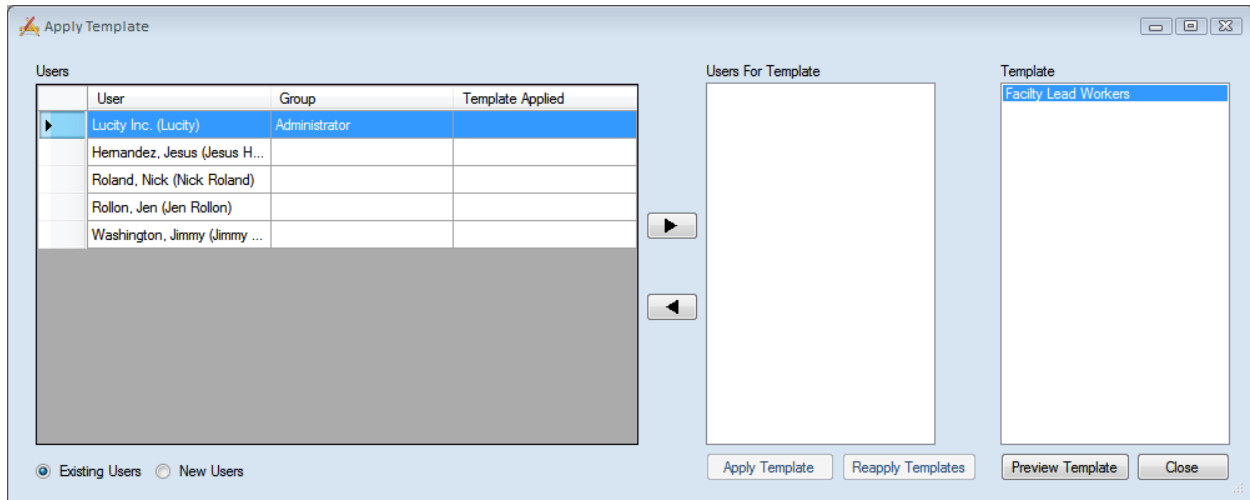 Apply Template
Users
User Group Template Applied
Lucity Inc. (Lucity) Administrator
Hernandez, Jesus (Jesus H...
Roland, Nick (Nick Roland)
Rollon, Jen (Jen Rollon)
Washington, Jimmy (Jimmy ...
Existing Users New Users
Users For Template
Apply Template Reapply Templates
Template
Facilty Lead Workers
Preview Template Close